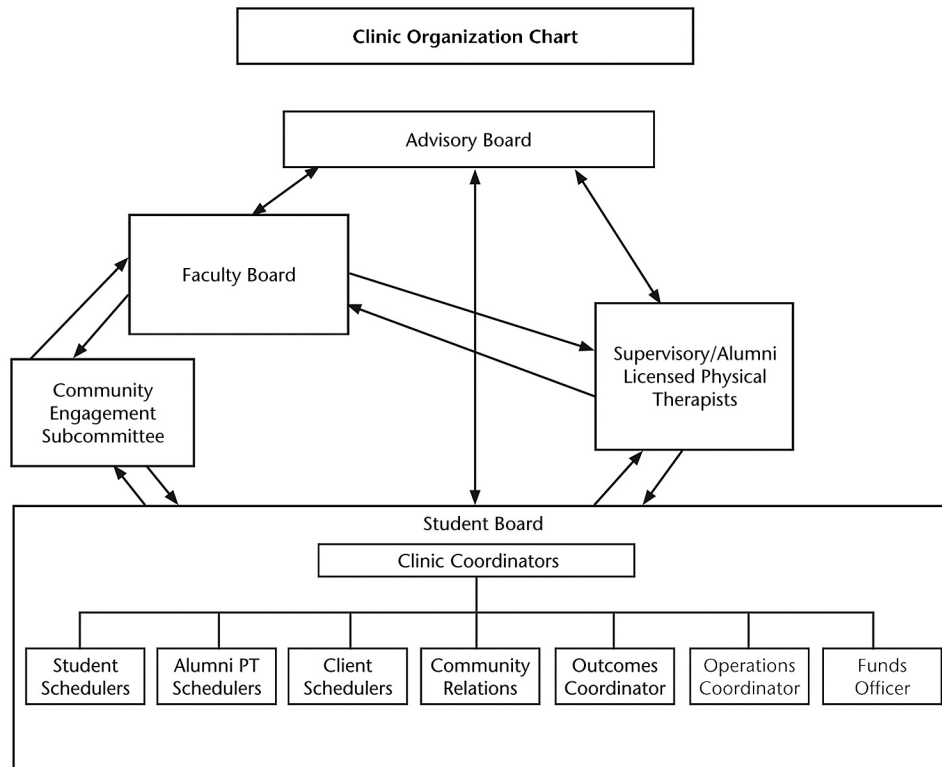 Clinic Organization Chart
Advisory Board
Faculty Board
Supervisory/Alumni
Licensed Physical
Therapists
Community
Engagement
Subcommittee
Student Board
Clinic Coordinators
Student
Schedulers
Alumni PT
Schedulers
Client
Schedulers
Community
Relations
Outcomes
Coordinator
Operations
Coordinator
Funds
Officer